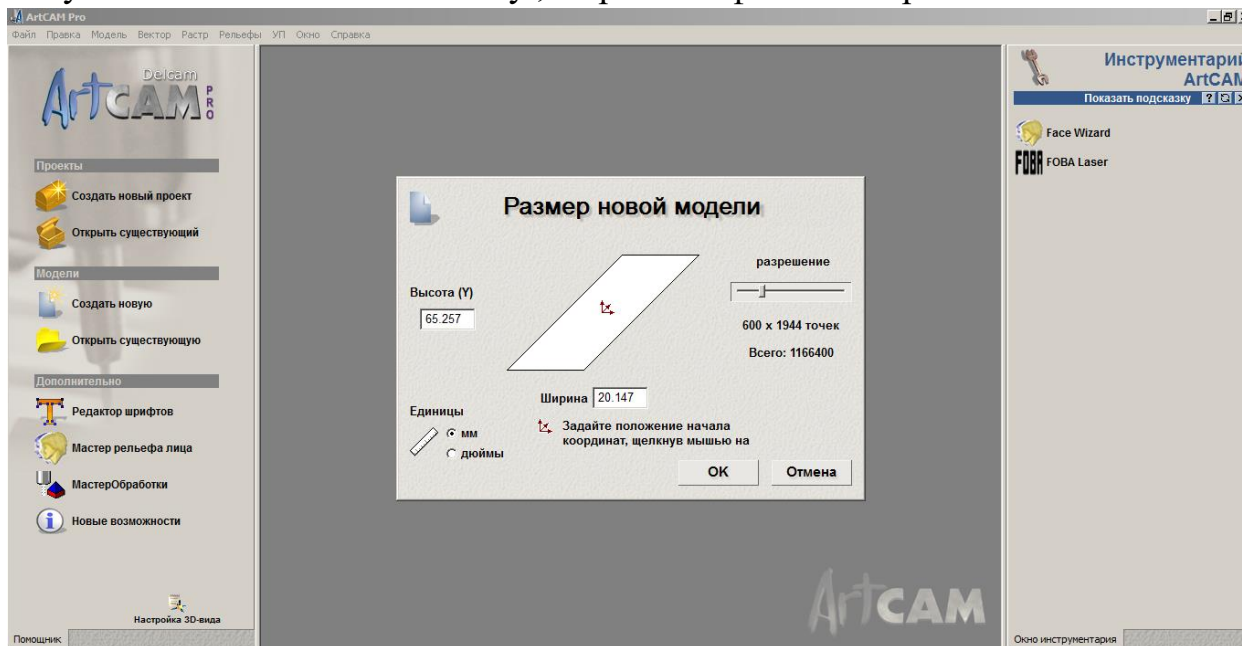 ArtCAM Pro
Файл Правка Модель Вектор Растр Рельефы УП Окно Справка
Delcam
ArtCAM PRO
Проекты
Создать новый проект
Открыть существующий
Модели
Создать новую
Открыть существующую
Дополнительно
Редактор шрифтов
Мастер рельефа лица
МастерОбработки
Новые возможности
Настройка 3D-вида
Помощник
Размер новой модели
разрешение
Высота (Y)
65.257
600 x 1944 точек
Всего: 1166400
Ширина 20.147
Единицы
мм
дюймы
Задайте положение начала
координат, щелкнув мышью на
OK Отмена
ArtCAM
Инструментарий
ArtCAM
Показать подсказку
Face Wizard
FOBA FOBA Laser
Окно инструментария